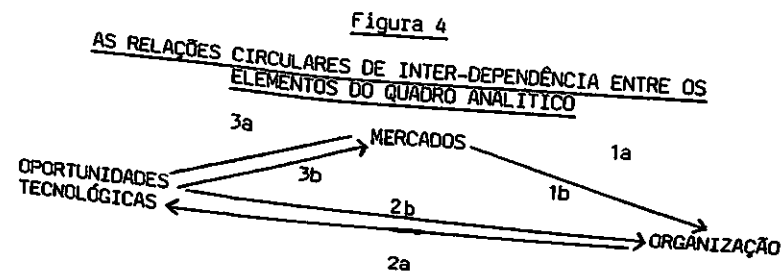 Figura 4
AS RELAÇÕES CIRCULARES DE INTER-DEPENDÊNCIA ENTRE OS
ELEMENTOS DO QUADRO ANALITICO
3a
MERCADOS
1a
OPORTUNIDADES
TECNOLÓGICAS
3b
1b
2b
ORGANIZAÇÃO
2a